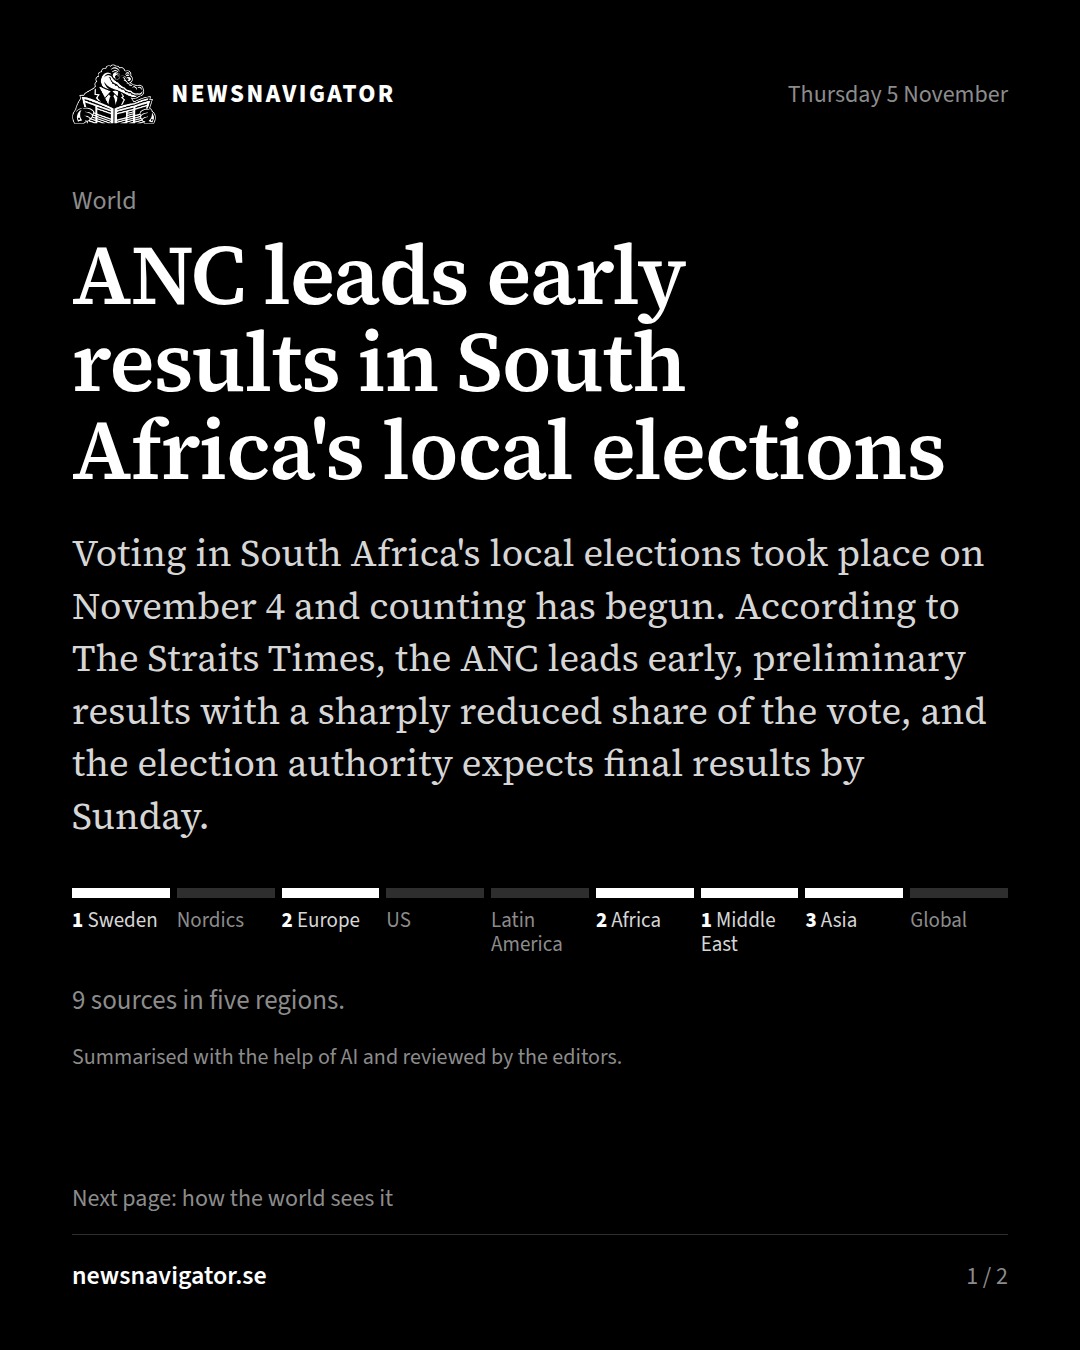 NEWSNAVIGATOR
Thursday 5 November
World
ANC leads early
results in South
Africa's local elections
Voting in South Africa's local elections took place on
November 4 and counting has begun. According to
The Straits Times, the ANC leads early, preliminary
results with a sharply reduced share of the vote, and
the election authority expects final results by
Sunday.
1 Sweden
Nordics
2 Europe
US
Latin
America
2 Africa
1 Middle
East
3 Asia
Global
9 sources in five regions.
Summarised with the help of AI and reviewed by the editors.
Next page: how the world sees it
newsnavigator.se
1 / 2